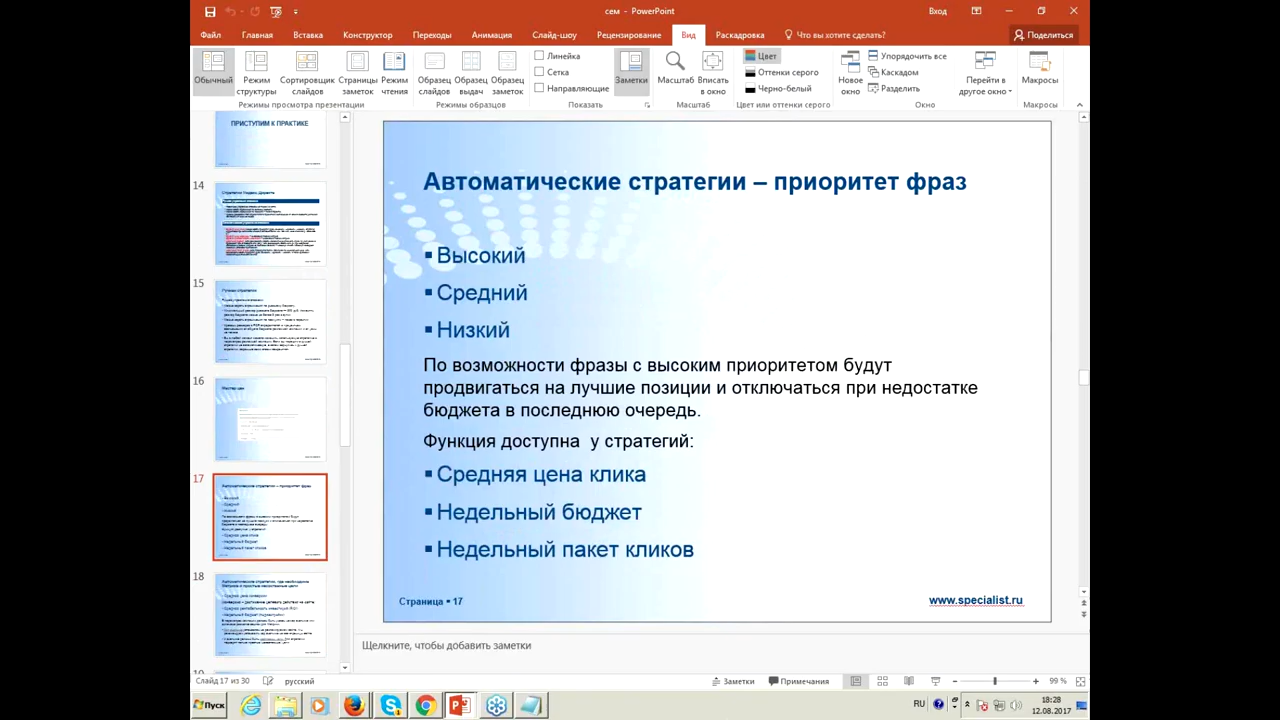 сем - PowerPoint
Вход
Файл Главная Вставка Конструктор Переходы Анимация Слайд-шоу Рецензирование Вид Раскадровка Что вы хотите сделать? Поделиться
Обычный
Режим структуры
Сортировщик слайдов
Страницы заметок
Режим чтения
Режимы просмотра презентации
Образец слайдов
Образец выдач
Образец заметок
Режимы образцов
Линейка
Сетка
Направляющие
Показать
Заметки
Масштаб
Вписать в окно
Масштаб
Цвет
Оттенки серого
Черно-белый
Цвет или оттенки серого
Новое окно
Упорядочить все
Каскадом
Разделить
Перейти в другое окно
Окно
Макросы
Макросы
ПРИСТУПИМ К ПРАКТИКЕ
14
15
16
17
18
Автоматические стратегии – приоритет фраз
Высокий
Средний
Низкий
По возможности фразы с высоким приоритетом будут
продвигаться на лучшие позиции и отключаться при недостатке
бюджета в последнюю очередь.
Функция доступна у стратегий:
Средняя цена клика
Недельный бюджет
Недельный пакет кликов
Страница ▪ 17
www.specialist.ru
Щелкните, чтобы добавить заметки
Слайд 17 из 30
русский
Заметки
Примечания
99 %
Пуск
RU
18:28
12.08.2017